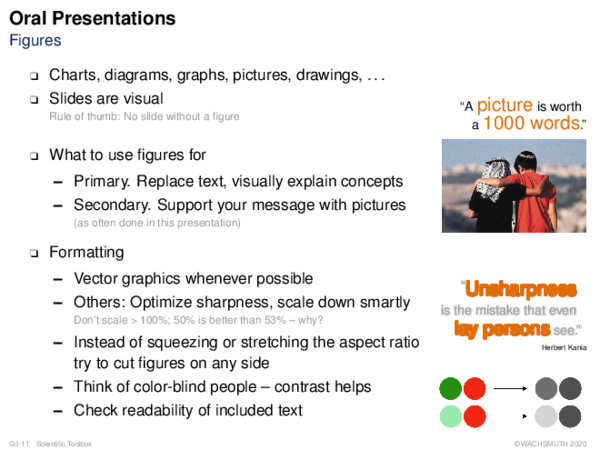 Oral Presentations
Figures
❑ Charts, diagrams, graphs, pictures, drawings, . . .
❑ Slides are visual
Rule of thumb: No slide without a figure
“A picture is worth
a 1000 words.”
❑ What to use figures for
– Primary. Replace text, visually explain concepts
– Secondary. Support your message with pictures
(as often done in this presentation)
❑ Formatting
– Vector graphics whenever possible
– Others: Optimize sharpness, scale down smartly
Don’t scale > 100%; 50% is better than 53% – why?
– Instead of squeezing or stretching the aspect ratio
try to cut figures on any side
– Think of color-blind people – contrast helps
– Check readability of included text
“Unsharpness
is the mistake that even
lay persons see.”
Herbert Kania
G:I-11 Scientific Toolbox
©WACHSMUTH 2020